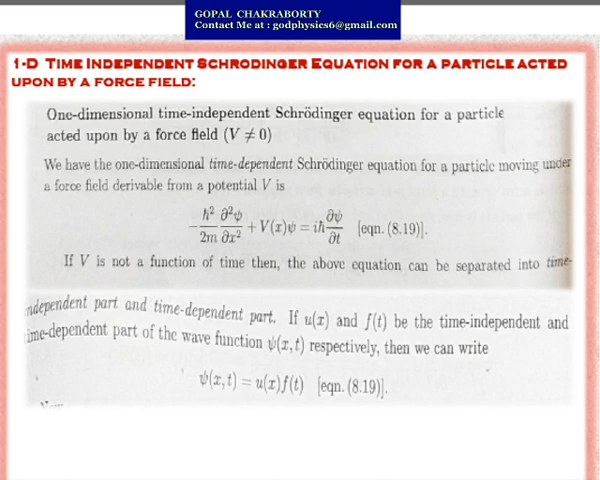 GOPAL CHAKRABORTY
Contact Me at : godphysics6@gmail.com
1-D Time Independent Schrodinger Equation for a particle acted
upon by a force field:
One-dimensional time-independent Schrödinger equation for a particle
acted upon by a force field (V ≠ 0)
We have the one-dimensional time-dependent Schrödinger equation for a particle moving under
a force field derivable from a potential V is
-ℏ²/2m ∂²ψ/∂x² + V(x)ψ = iℏ ∂ψ/∂t [eqn. (8.19)].
If V is not a function of time then, the above equation can be separated into time-
ndependent part and time-dependent part. If u(x) and f(t) be the time-independent and
ime-dependent part of the wave function ψ(x, t) respectively, then we can write
ψ(x, t) = u(x)f(t) [eqn. (8.19)].